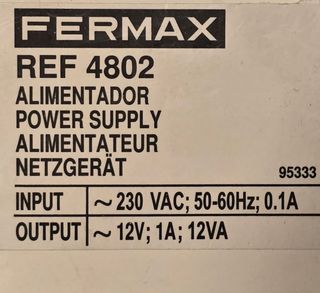 FERMAX
REF 4802
ALIMENTADOR
POWER SUPPLY
ALIMENTATEUR
NETZGERÄT
95333
INPUT ~ 230 VAC; 50-60Hz; 0.1A
OUTPUT ~ 12V; 1A; 12VA